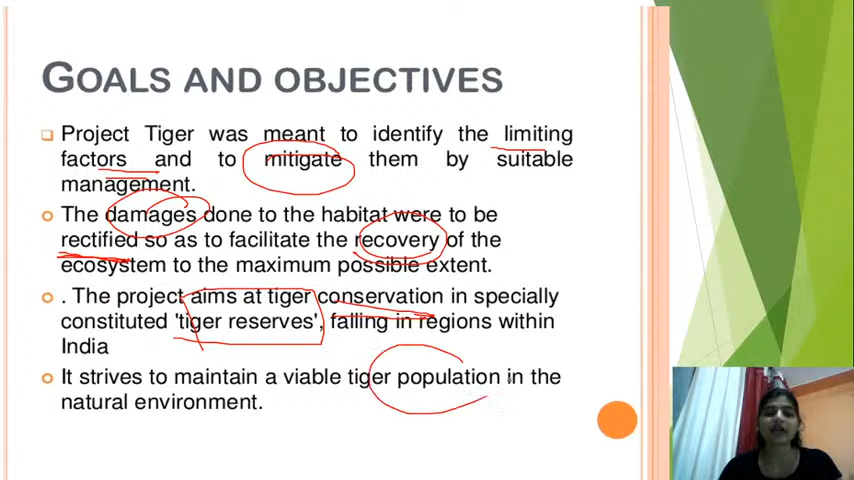 GOALS AND OBJECTIVES
Project Tiger was meant to identify the limiting
factors and to mitigate them by suitable
management.
The damages done to the habitat were to be
rectified so as to facilitate the recovery of the
ecosystem to the maximum possible extent.
. The project aims at tiger conservation in specially
constituted 'tiger reserves', falling in regions within
India
It strives to maintain a viable tiger population in the
natural environment.